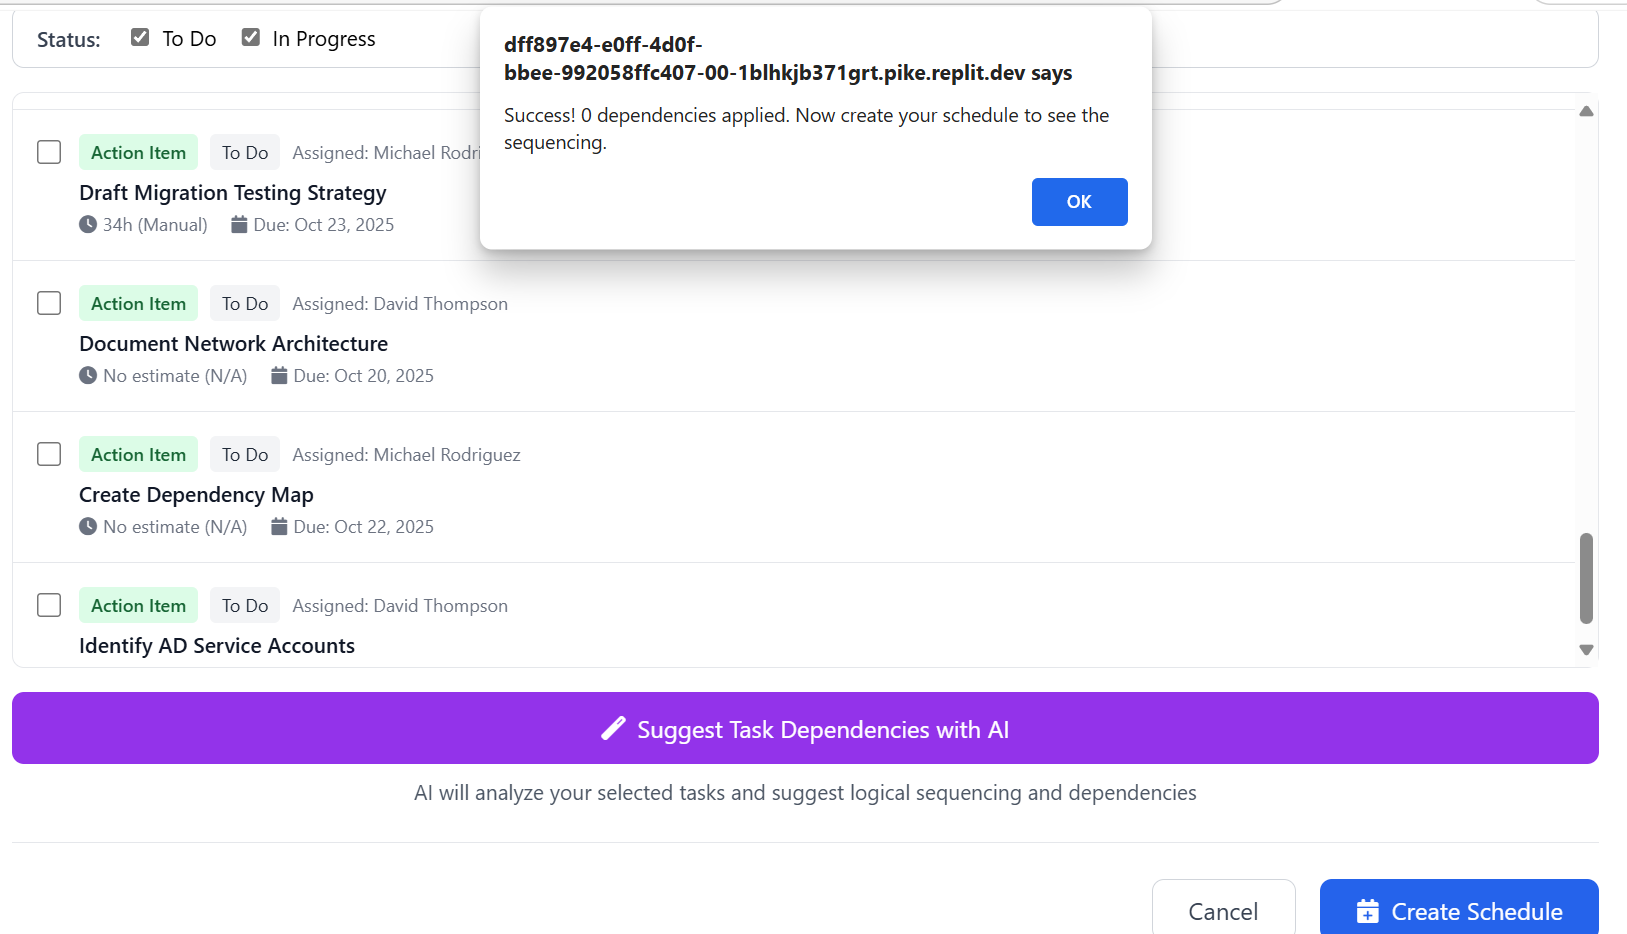 Status: To Do In Progress
dff897e4-e0ff-4d0f-
bbee-992058ffc407-00-1blhkjb371grt.pike.replit.dev says
Success! 0 dependencies applied. Now create your schedule to see the
sequencing.
OK
Action Item To Do Assigned: Michael Rodri
Draft Migration Testing Strategy
34h (Manual) Due: Oct 23, 2025
Action Item To Do Assigned: David Thompson
Document Network Architecture
No estimate (N/A) Due: Oct 20, 2025
Action Item To Do Assigned: Michael Rodriguez
Create Dependency Map
No estimate (N/A) Due: Oct 22, 2025
Action Item To Do Assigned: David Thompson
Identify AD Service Accounts
Suggest Task Dependencies with AI
AI will analyze your selected tasks and suggest logical sequencing and dependencies
Cancel Create Schedule